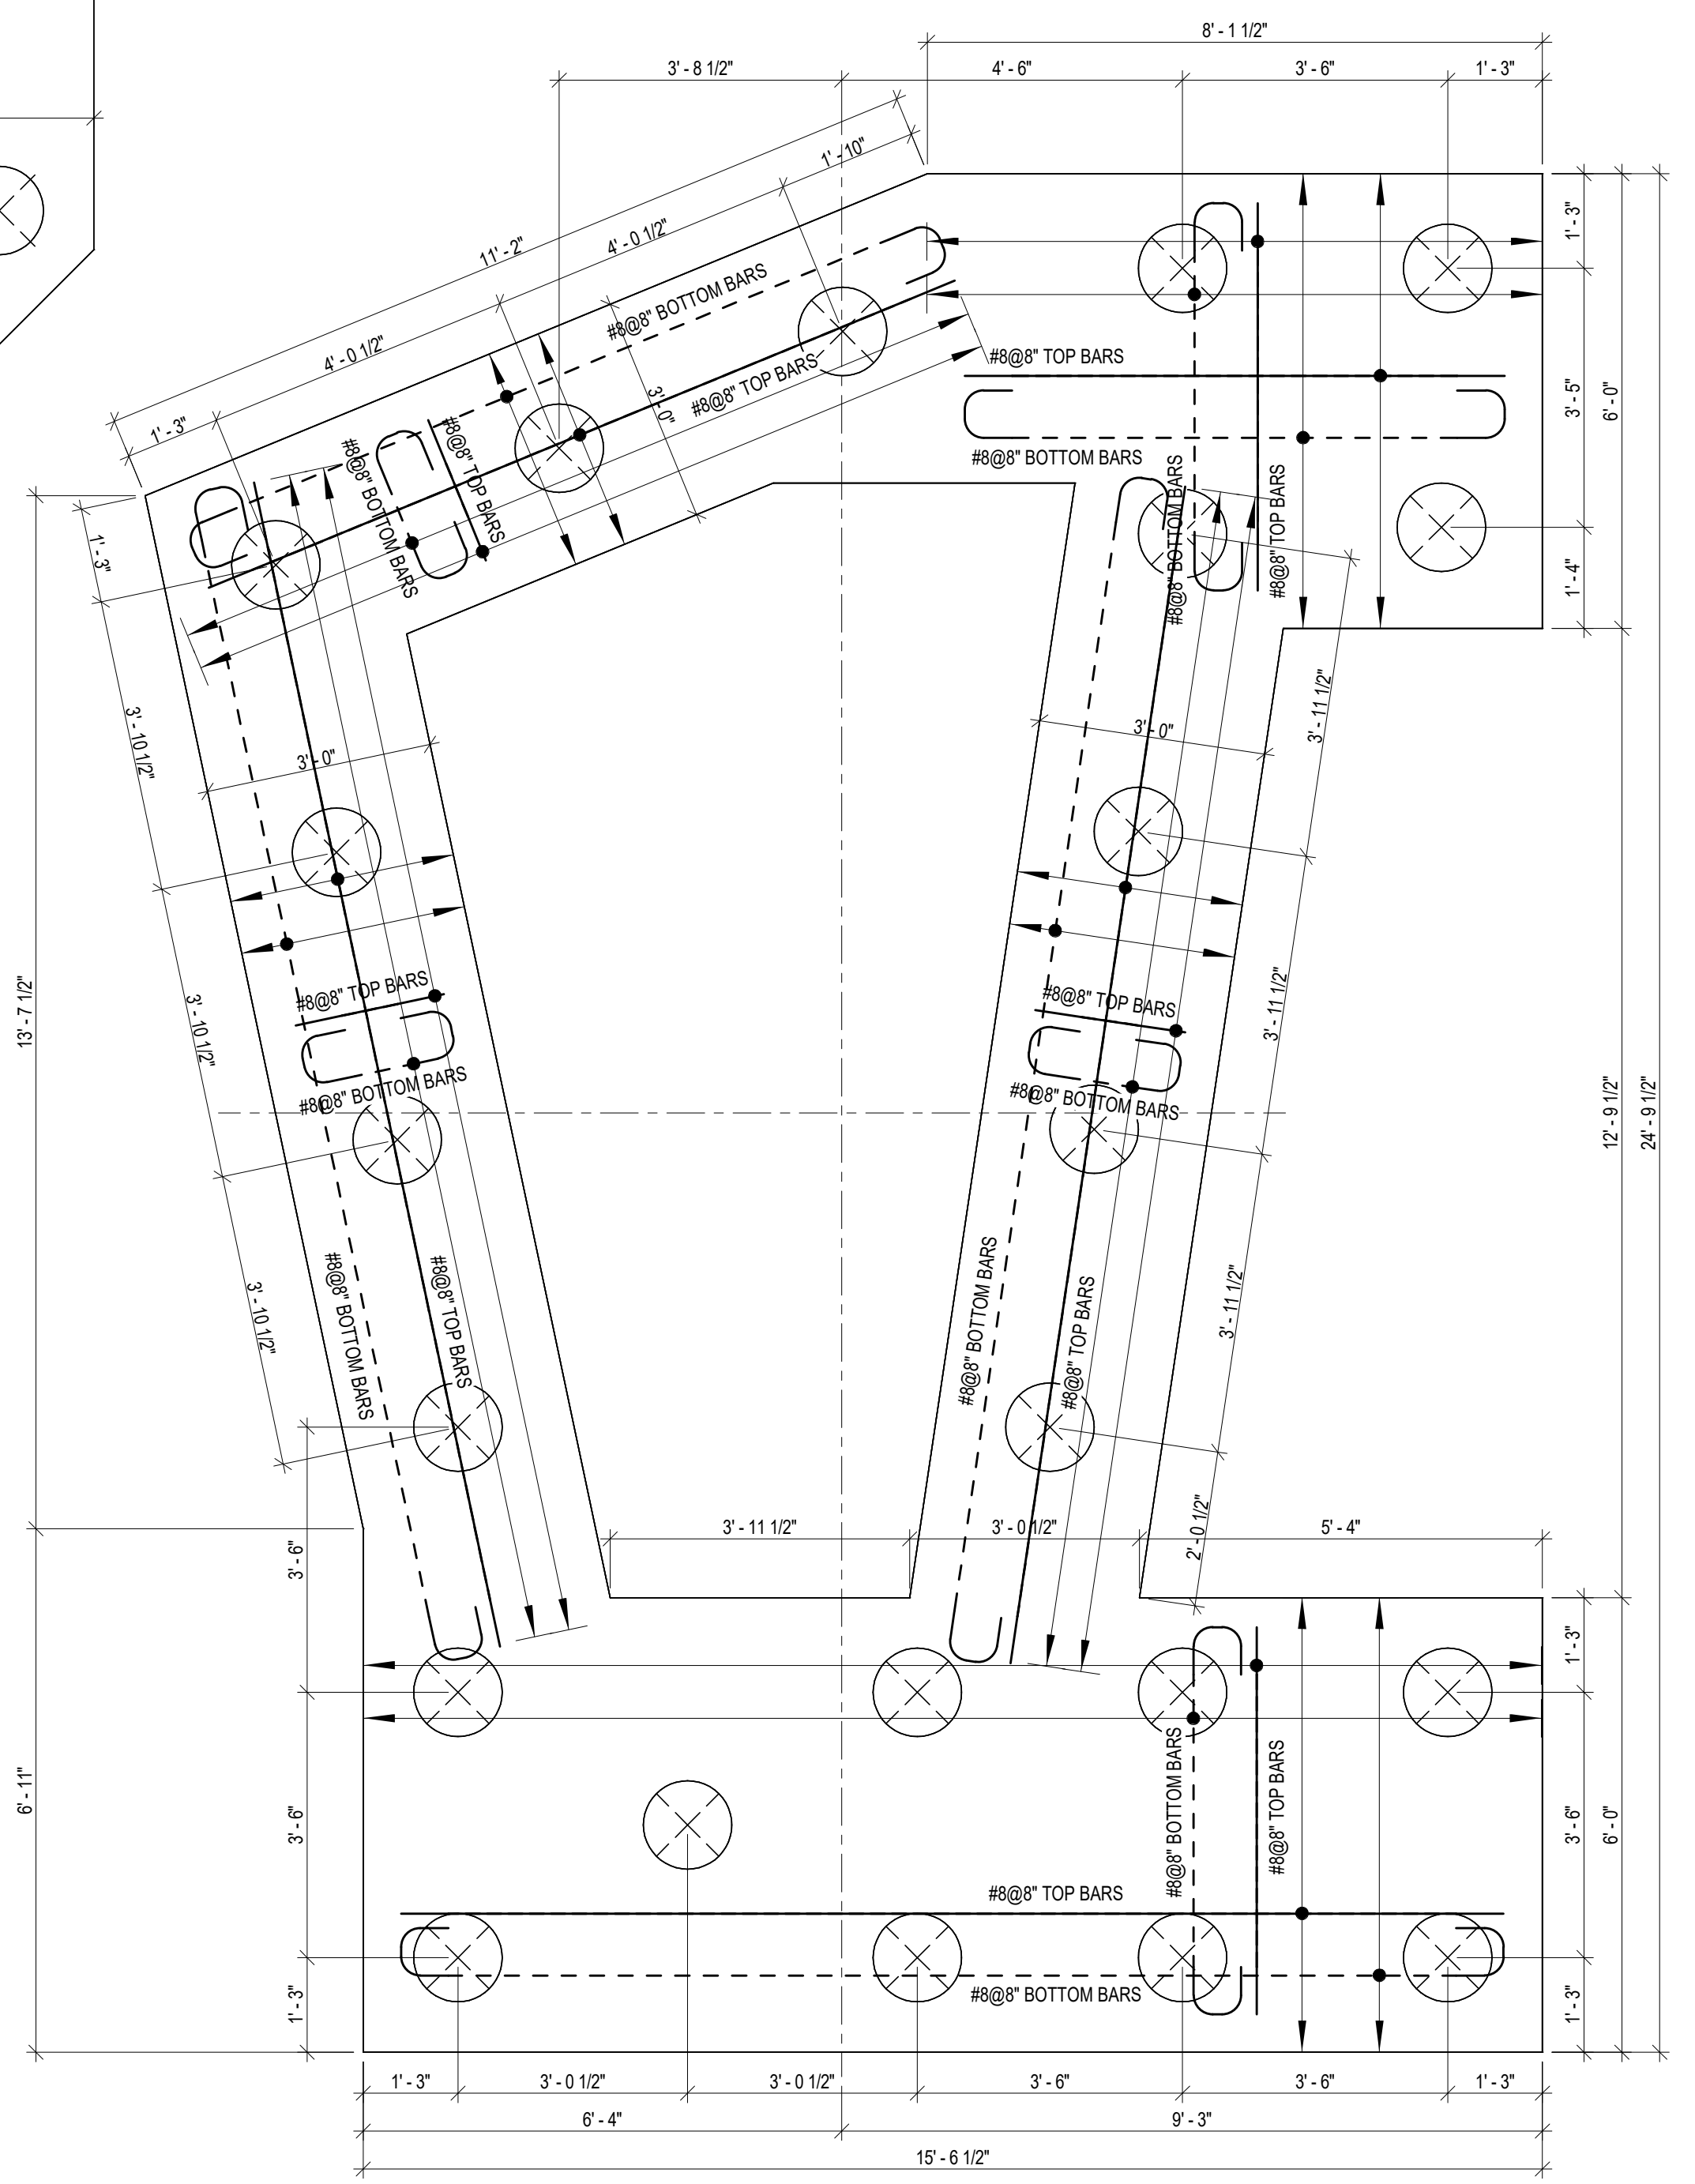 8' - 1 1/2"
3' - 8 1/2"
4' - 6"
3' - 6"
1' - 3"
1' - 10"
4' - 0 1/2"
11' - 2"
4' - 0 1/2"
1' - 3"
#8@8" BOTTOM BARS
#8@8" TOP BARS
3' - 0"
#8@8" BOTTOM BARS
#8@8" TOP BARS
#8@8" TOP BARS
#8@8" BOTTOM BARS
#8@8" BOTTOM BARS
#8@8" TOP BARS
1' - 3"
3' - 5"
6' - 0"
1' - 4"
1' - 3"
3' - 10 1/2"
3' - 0"
3' - 0"
3' - 11 1/2"
#8@8" TOP BARS
#8@8" BOTTOM BARS
#8@8" TOP BARS
#8@8" BOTTOM BARS
13' - 7 1/2"
3' - 10 1/2"
3' - 11 1/2"
12' - 9 1/2"
24' - 9 1/2"
3' - 10 1/2"
#8@8" BOTTOM BARS
#8@8" TOP BARS
#8@8" BOTTOM BARS
#8@8" TOP BARS
3' - 11 1/2"
3' - 6"
3' - 11 1/2"
3' - 0 1/2"
2' - 0 1/2"
5' - 4"
1' - 3"
6' - 11"
3' - 6"
#8@8" BOTTOM BARS
#8@8" TOP BARS
3' - 6"
6' - 0"
#8@8" TOP BARS
#8@8" BOTTOM BARS
1' - 3"
1' - 3"
1' - 3"
3' - 0 1/2"
3' - 0 1/2"
3' - 6"
3' - 6"
1' - 3"
6' - 4"
9' - 3"
15' - 6 1/2"